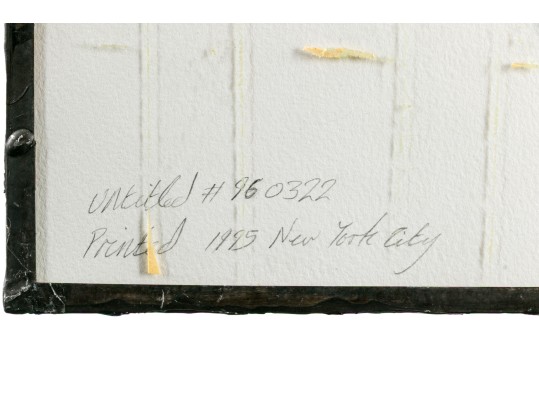 untitled # 960322
Printed 1995 New York City